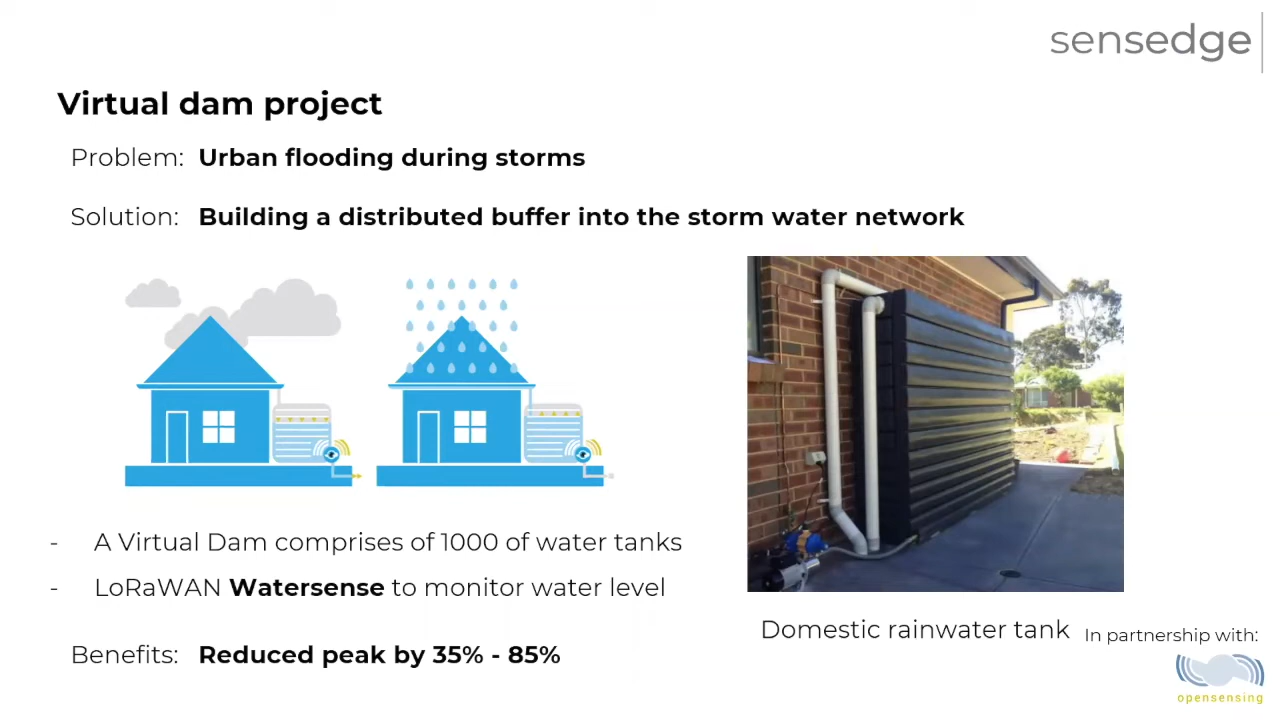 sensedge
Virtual dam project
Problem: Urban flooding during storms
Solution: Building a distributed buffer into the storm water network
- A Virtual Dam comprises of 1000 of water tanks
- LoRaWAN Watersense to monitor water level
Benefits: Reduced peak by 35% - 85%
Domestic rainwater tank
In partnership with:
opensensing